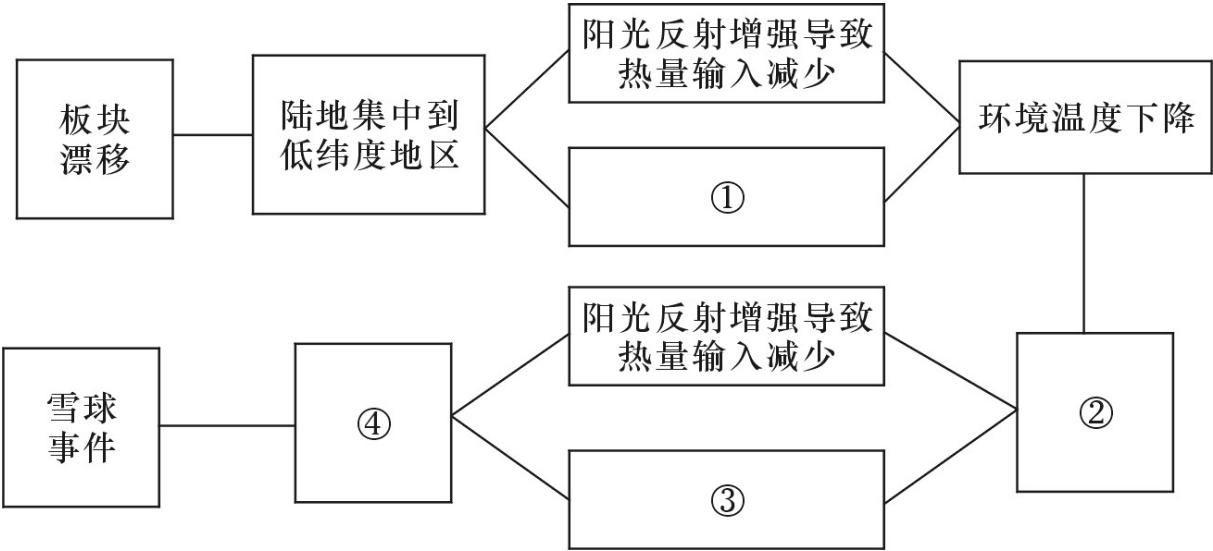 板块
漂移
陆地集中到
低纬度地区
阳光反射增强导致
热量输入减少
①
环境温度下降
雪球
事件
④
阳光反射增强导致
热量输入减少
③
②